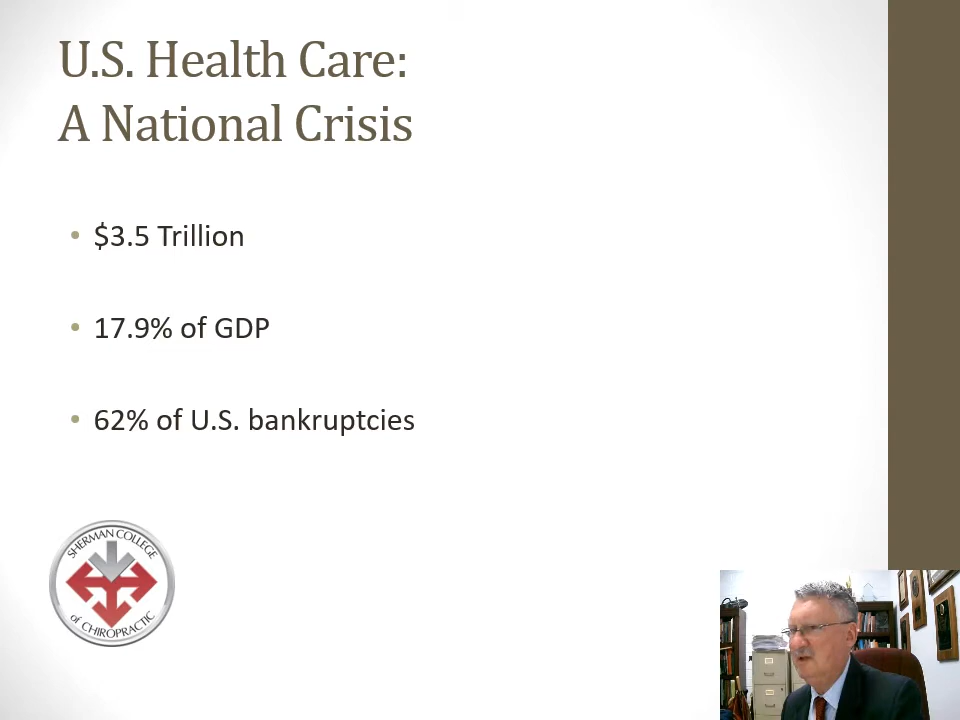 U.S. Health Care:
A National Crisis
• $3.5 Trillion
• 17.9% of GDP
• 62% of U.S. bankruptcies
SHERMAN COLLEGE
of CHIROPRACTIC